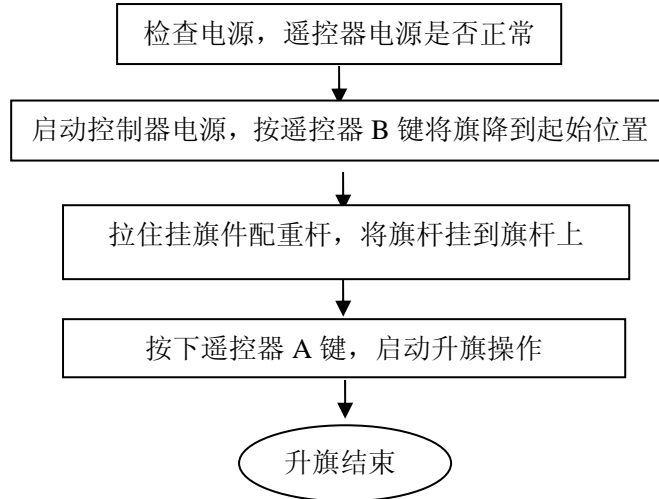 检查电源，遥控器电源是否正常
启动控制器电源，按遥控器 B 键将旗降到起始位置
拉住挂旗件配重杆，将旗杆挂到旗杆上
按下遥控器 A 键，启动升旗操作
升旗结束